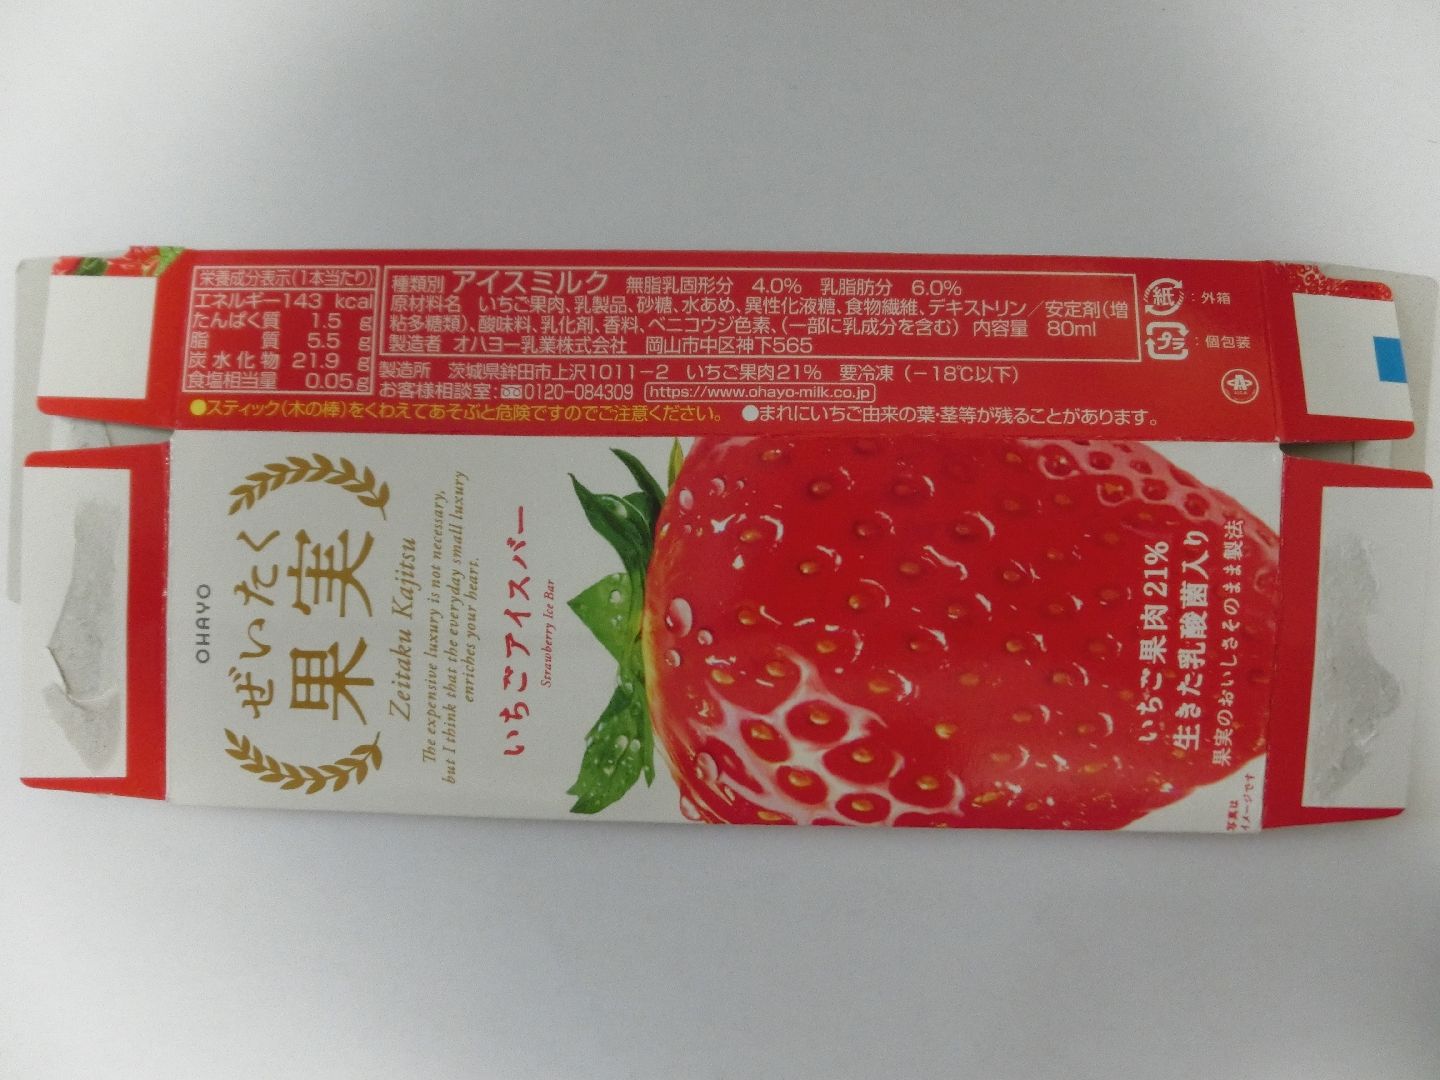 栄養成分表示(1本当たり)
エネルギー143 kcal
たんぱく質 1.5 g
脂質 5.5 g
炭水化物 21.9 g
食塩相当量 0.05 g
種類別 アイスミルク 無脂乳固形分 4.0% 乳脂肪分 6.0%
原材料名 いちご果肉、乳製品、砂糖、水あめ、異性化液糖、食物繊維、デキストリン／安定剤(増
粘多糖類)、酸味料、乳化剤、香料、ベニコウジ色素、(一部に乳成分を含む) 内容量 80ml
製造者 オハヨー乳業株式会社 岡山市中区神下565
製造所 茨城県鉾田市上沢1011-2 いちご果肉21% 要冷凍(-18℃以下)
お客様相談室: 0120-084309 https://www.ohayo-milk.co.jp
●スティック(木の棒)をくわえてあそぶと危険ですのでご注意ください。 ●まれにいちご由来の葉・茎等が残ることがあります。
紙 : 外箱
プラ : 個包装
OHAYO
ぜいたく
果実
Zeitaku Kajitsu
The expensive luxury is not necessary,
but I think that the everyday small luxury
enriches your heart.
いちごアイスバー
Strawberry Ice Bar
いちご果肉21%
生きた乳酸菌入り
果実のおいしさそのまま製法
写真は
イメージです